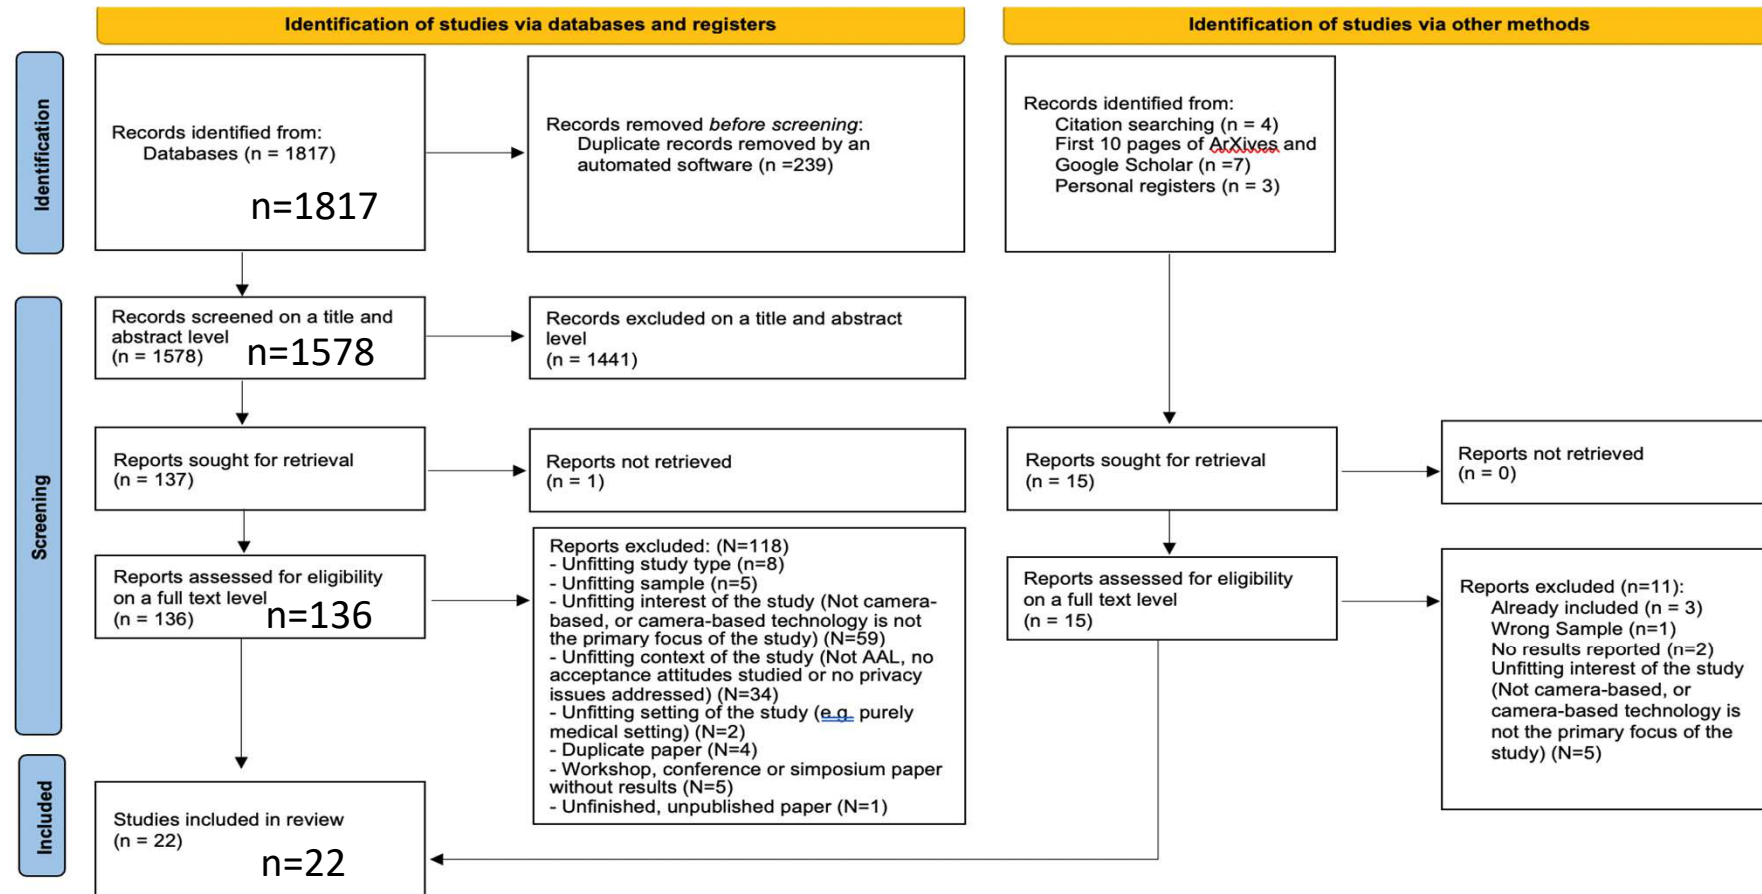 Identification of studies via databases and registers
Identification of studies via other methods
Identification
Records identified from:
Databases (n = 1817)
n=1817
Records removed before screening:
Duplicate records removed by an
automated software (n =239)
Records identified from:
Citation searching (n = 4)
First 10 pages of ArXives and
Google Scholar (n =7)
Personal registers (n = 3)
Screening
Records screened on a title and
abstract level
(n = 1578)
n=1578
Records excluded on a title and abstract
level
(n = 1441)
Reports sought for retrieval
(n = 137)
Reports not retrieved
(n = 1)
Reports sought for retrieval
(n = 15)
Reports not retrieved
(n = 0)
Reports assessed for eligibility
on a full text level
(n = 136)
n=136
Reports excluded: (N=118)
- Unfitting study type (n=8)
- Unfitting sample (n=5)
- Unfitting interest of the study (Not camera-
based, or camera-based technology is not
the primary focus of the study) (N=59)
- Unfitting context of the study (Not AAL, no
acceptance attitudes studied or no privacy
issues addressed) (N=34)
- Unfitting setting of the study (e.g. purely
medical setting) (N=2)
- Duplicate paper (N=4)
- Workshop, conference or simposium paper
without results (N=5)
- Unfinished, unpublished paper (N=1)
Reports assessed for eligibility
on a full text level
(n = 15)
Reports excluded (n=11):
Already included (n = 3)
Wrong Sample (n=1)
No results reported (n=2)
Unfitting interest of the study
(Not camera-based, or
camera-based technology is
not the primary focus of the
study) (N=5)
Included
Studies included in review
(n = 22)
n=22